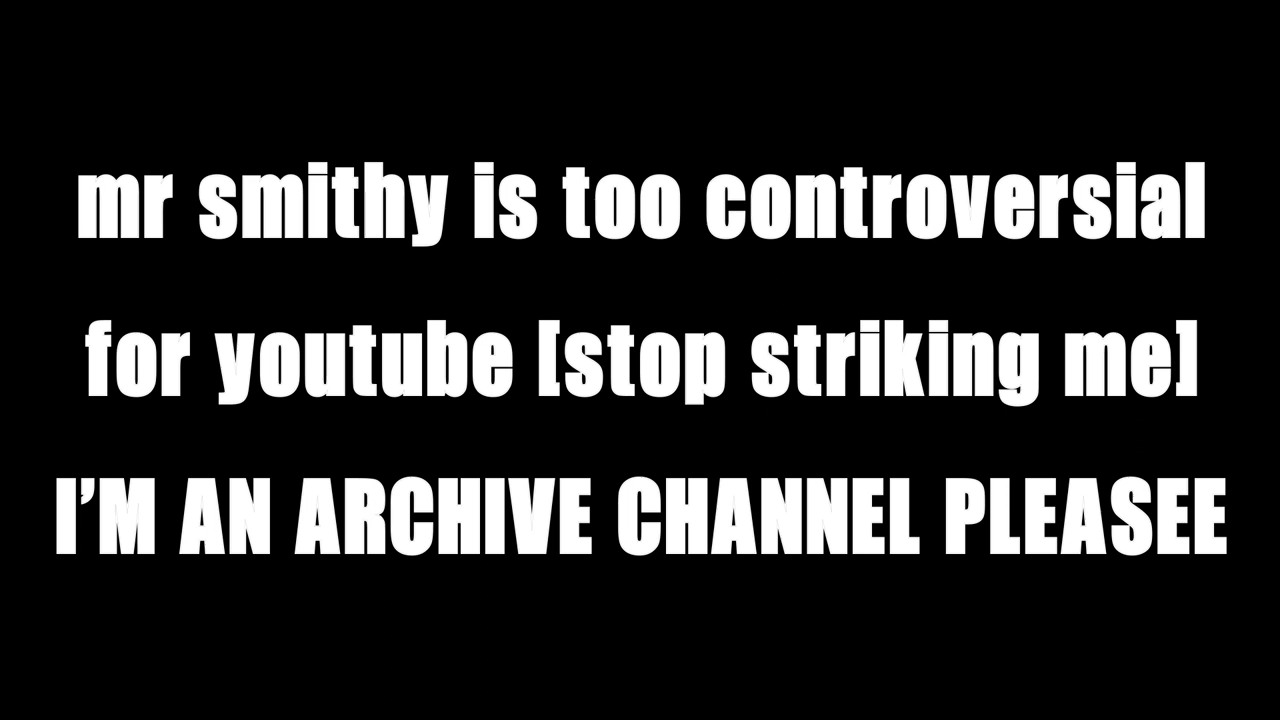 mr smithy is too controversial
for youtube [stop striking me]
I’M AN ARCHIVE CHANNEL PLEASEE